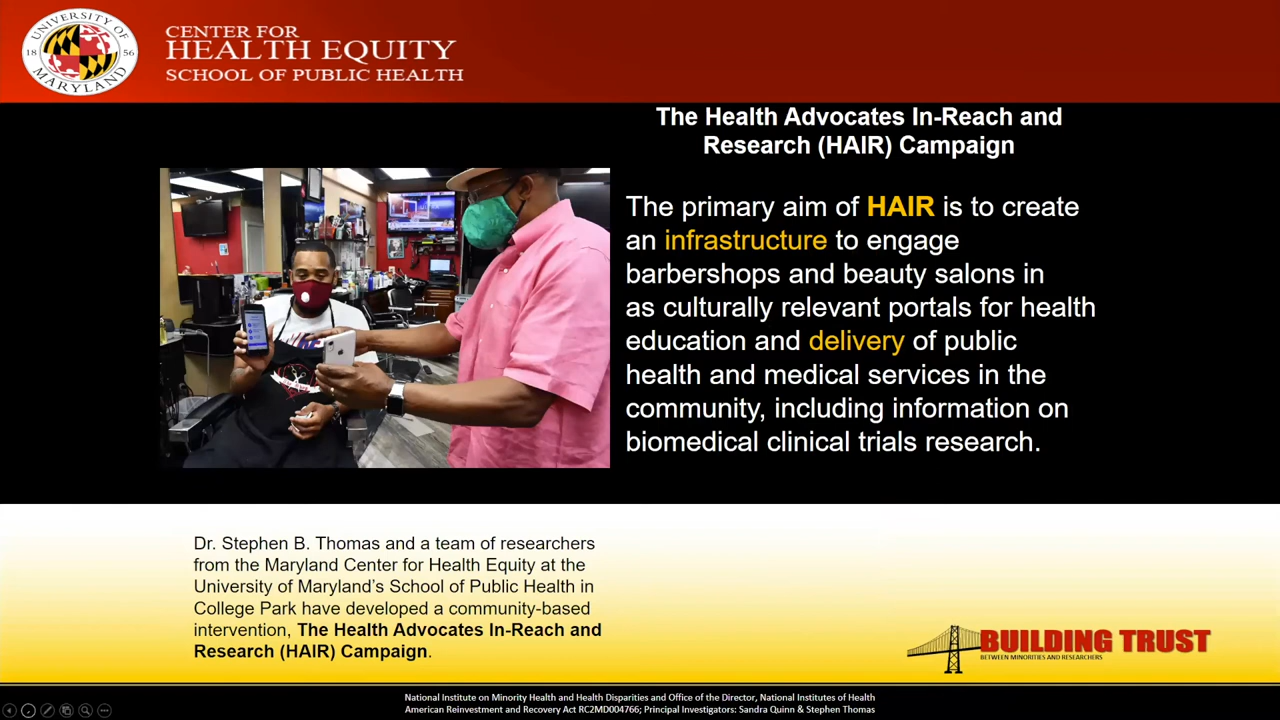 UNIVERSITY OF
18 56
MARYLAND
CENTER FOR
HEALTH EQUITY
SCHOOL OF PUBLIC HEALTH
The Health Advocates In-Reach and
Research (HAIR) Campaign
The primary aim of HAIR is to create
an infrastructure to engage
barbershops and beauty salons in
as culturally relevant portals for health
education and delivery of public
health and medical services in the
community, including information on
biomedical clinical trials research.
Dr. Stephen B. Thomas and a team of researchers
from the Maryland Center for Health Equity at the
University of Maryland’s School of Public Health in
College Park have developed a community-based
intervention, The Health Advocates In-Reach and
Research (HAIR) Campaign.
BUILDING TRUST
BETWEEN MINORITIES AND RESEARCHERS
National Institute on Minority Health and Health Disparities and Office of the Director, National Institutes of Health
American Reinvestment and Recovery Act RC2MD004766; Principal Investigators: Sandra Quinn & Stephen Thomas